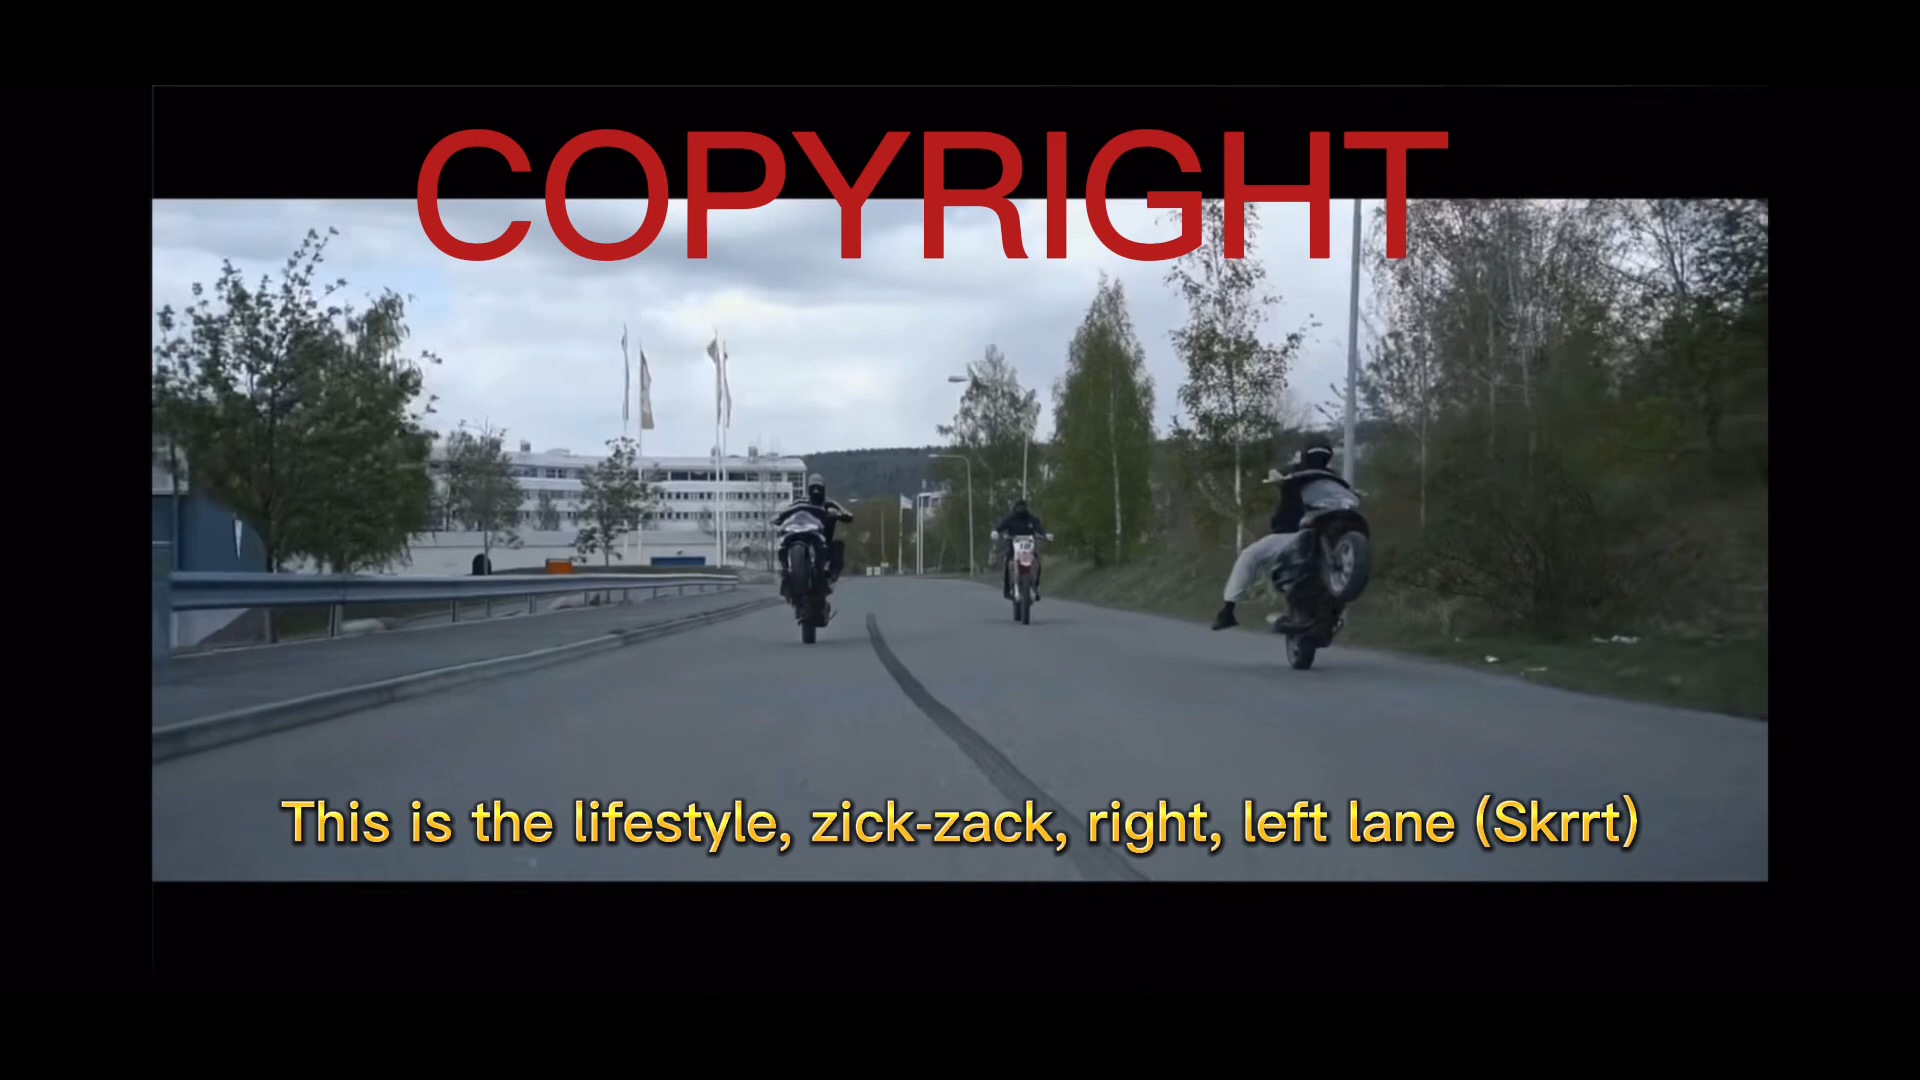 COPYRIGHT
This is the lifestyle, zick-zack, right, left lane (Skrrt)